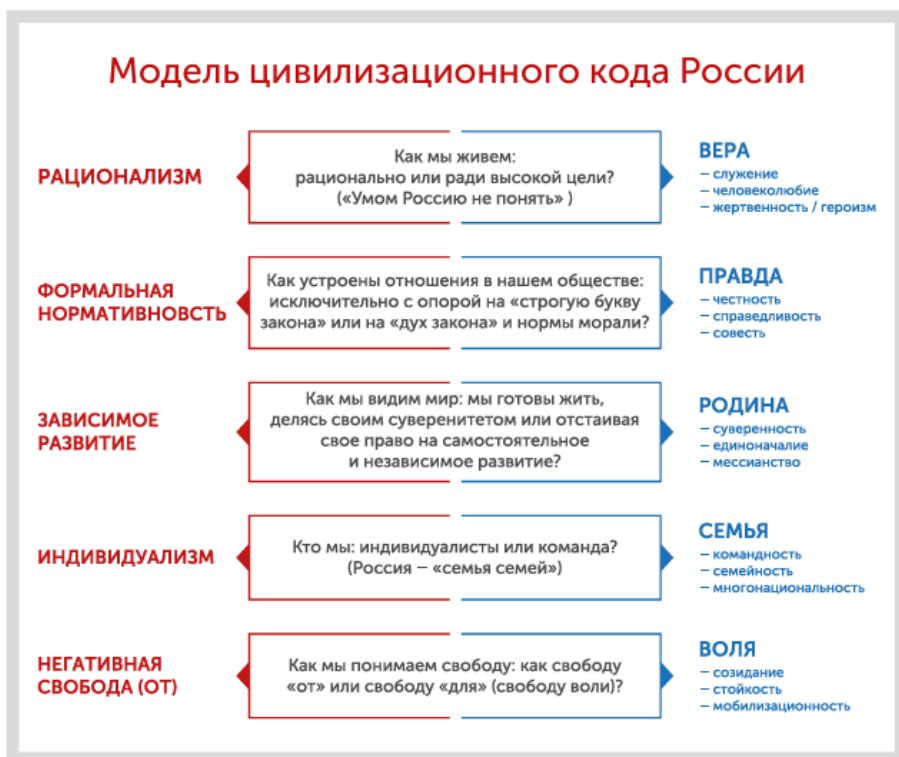 Модель цивилизационного кода России
РАЦИОНАЛИЗМ
Как мы живем:
рационально или ради высокой цели?
(«Умом Россию не понять» )
ВЕРА
– служение
– человеколюбие
– жертвенность / героизм
ФОРМАЛЬНАЯ
НОРМАТИВНОВСТЬ
Как устроены отношения в нашем обществе:
исключительно с опорой на «строгую букву
закона» или на «дух закона» и нормы морали?
ПРАВДА
– честность
– справедливость
– совесть
ЗАВИСИМОЕ
РАЗВИТИЕ
Как мы видим мир: мы готовы жить,
делясь своим суверенитетом или отстаивая
свое право на самостоятельное
и независимое развитие?
РОДИНА
– суверенность
– единоначалие
– мессианство
ИНДИВИДУАЛИЗМ
Кто мы: индивидуалисты или команда?
(Россия – «семья семей»)
СЕМЬЯ
– командность
– семейность
– многонациональность
НЕГАТИВНАЯ
СВОБОДА (ОТ)
Как мы понимаем свободу: как свободу
«от» или свободу «для» (свободу воли)?
ВОЛЯ
– созидание
– стойкость
– мобилизационность